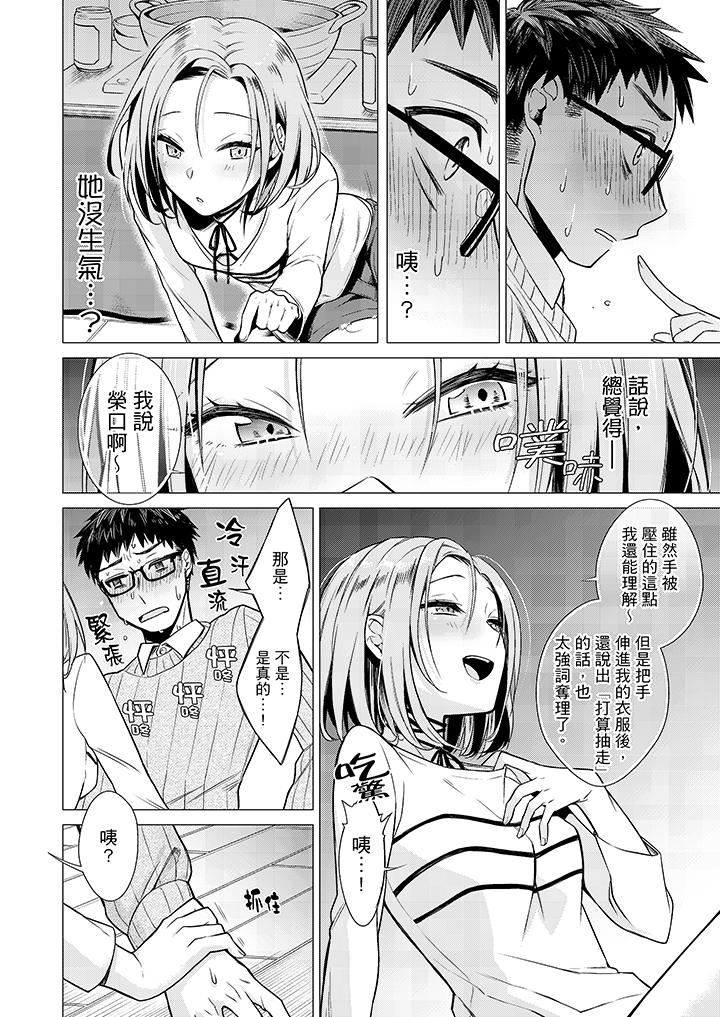 咦…？
她沒生氣…？
話說，
總覺得—
噗哧
我說
榮口啊～
雖然手被
壓住的這點
我還能理解～
但是把手
伸進我的衣服後，
還說出「打算抽走」
的話，也
太強詞奪理了。
吃驚
咦…！
那是…
不是…
是真的…！
冷汗
直流
緊張
怦咚
怦咚
怦咚
咦？
抓住